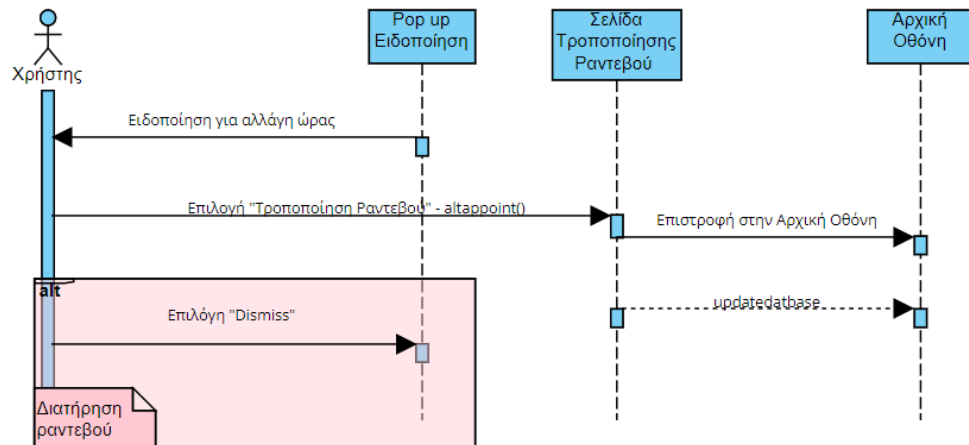 Χρήστης
Pop up
Ειδοποίηση
Σελίδα
Τροποποίησης
Ραντεβού
Αρχική
Οθόνη
Ειδοποίηση για αλλάγη ώρας
Επιλογή "Τροποποίηση Ραντεβού" - altappoint()
Επιστροφή στην Αρχική Οθόνη
alt
Επιλόγη "Dismiss"
updatedatbase
Διατήρηση
ραντεβού